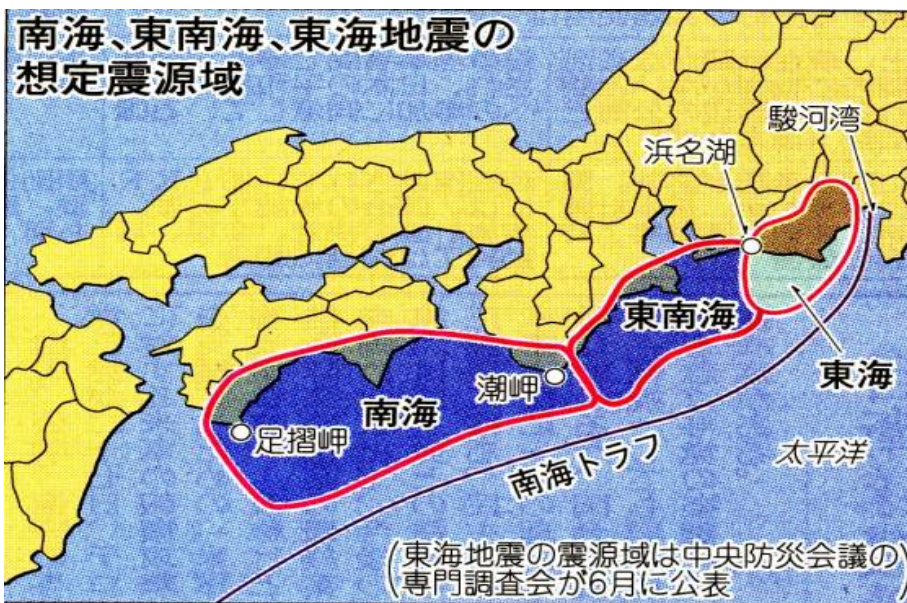 南海、東南海、東海地震の
想定震源域
駿河湾
浜名湖
東南海
東海
潮岬
南海
足摺岬
南海トラフ
太平洋
(東海地震の震源域は中央防災会議の
専門調査会が6月に公表)